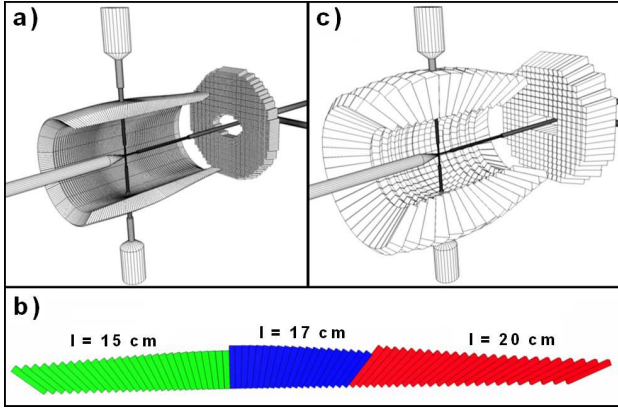 a)
c)
b)
l = 15 cm
l = 17 cm
l = 20 cm